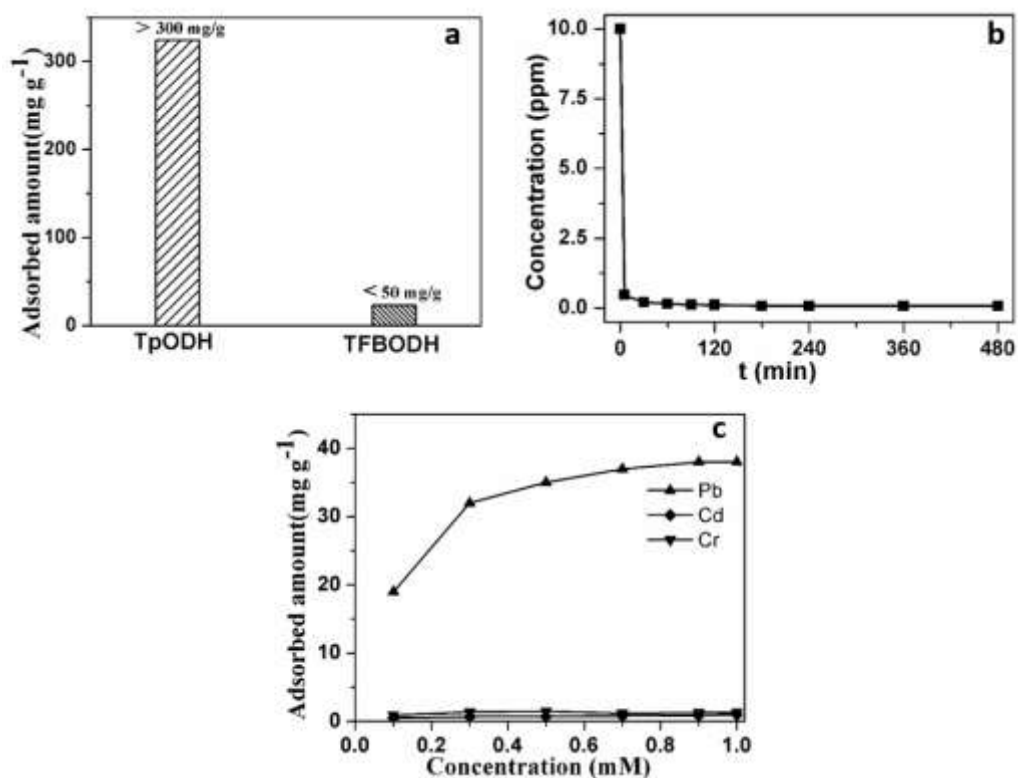 a
> 300 mg/g
300
200
100
0
Adsorbed amount(mg g⁻¹)
< 50 mg/g
TpODH
TFBODH
b
10.0
7.5
5.0
2.5
0.0
Concentration (ppm)
0 120 240 360 480
t (min)
c
40
30
20
10
0
Adsorbed amount(mg g⁻¹)
Pb
Cd
Cr
0.0 0.2 0.4 0.6 0.8 1.0
Concentration (mM)